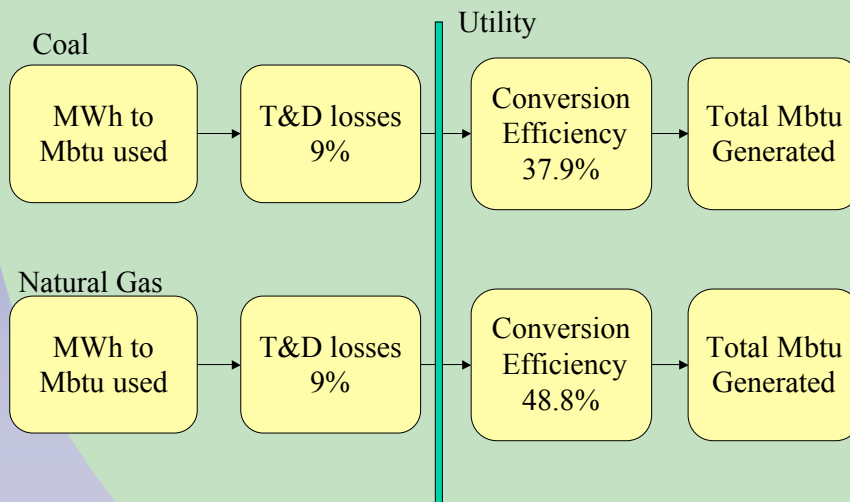 Utility
Coal
MWh to
Mbtu used
T&D losses
9%
Conversion
Efficiency
37.9%
Total Mbtu
Generated
Natural Gas
MWh to
Mbtu used
T&D losses
9%
Conversion
Efficiency
48.8%
Total Mbtu
Generated